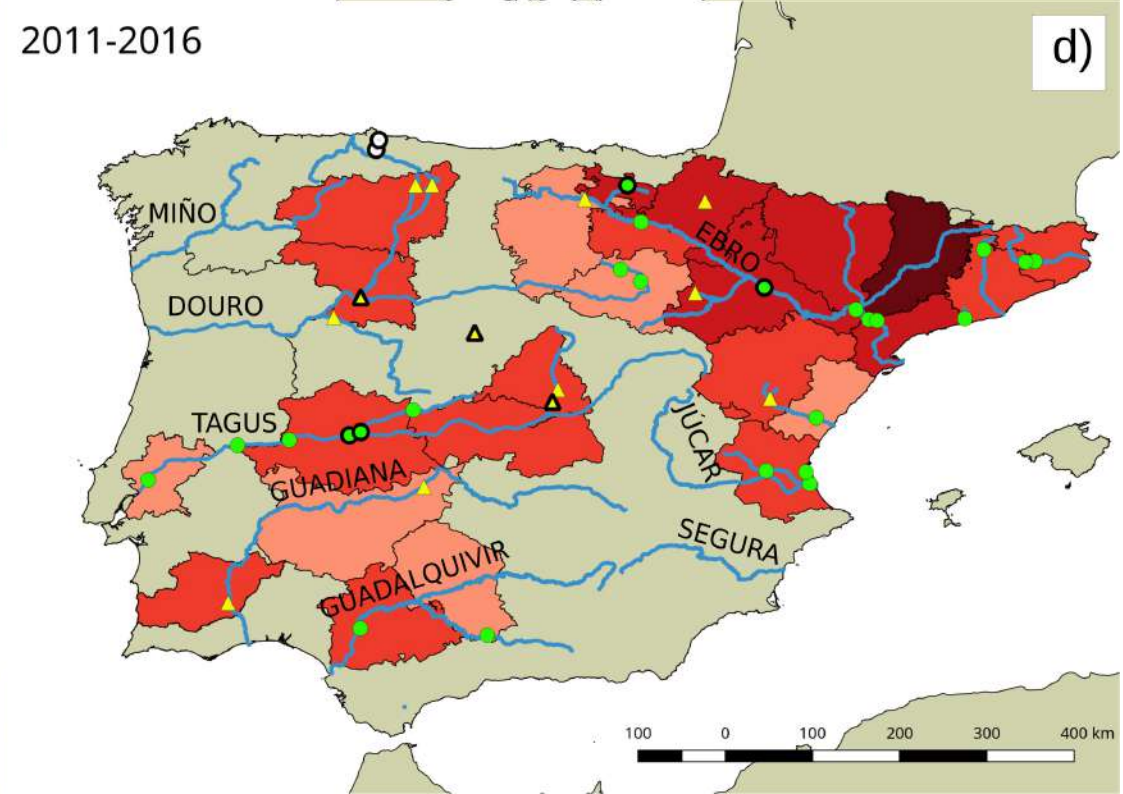 2011-2016
d)
MIÑO
EBRO
DOURO
TAGUS
JÚCAR
GUADIANA
SEGURA
GUADALQUIVIR
100 0 100 200 300 400 km